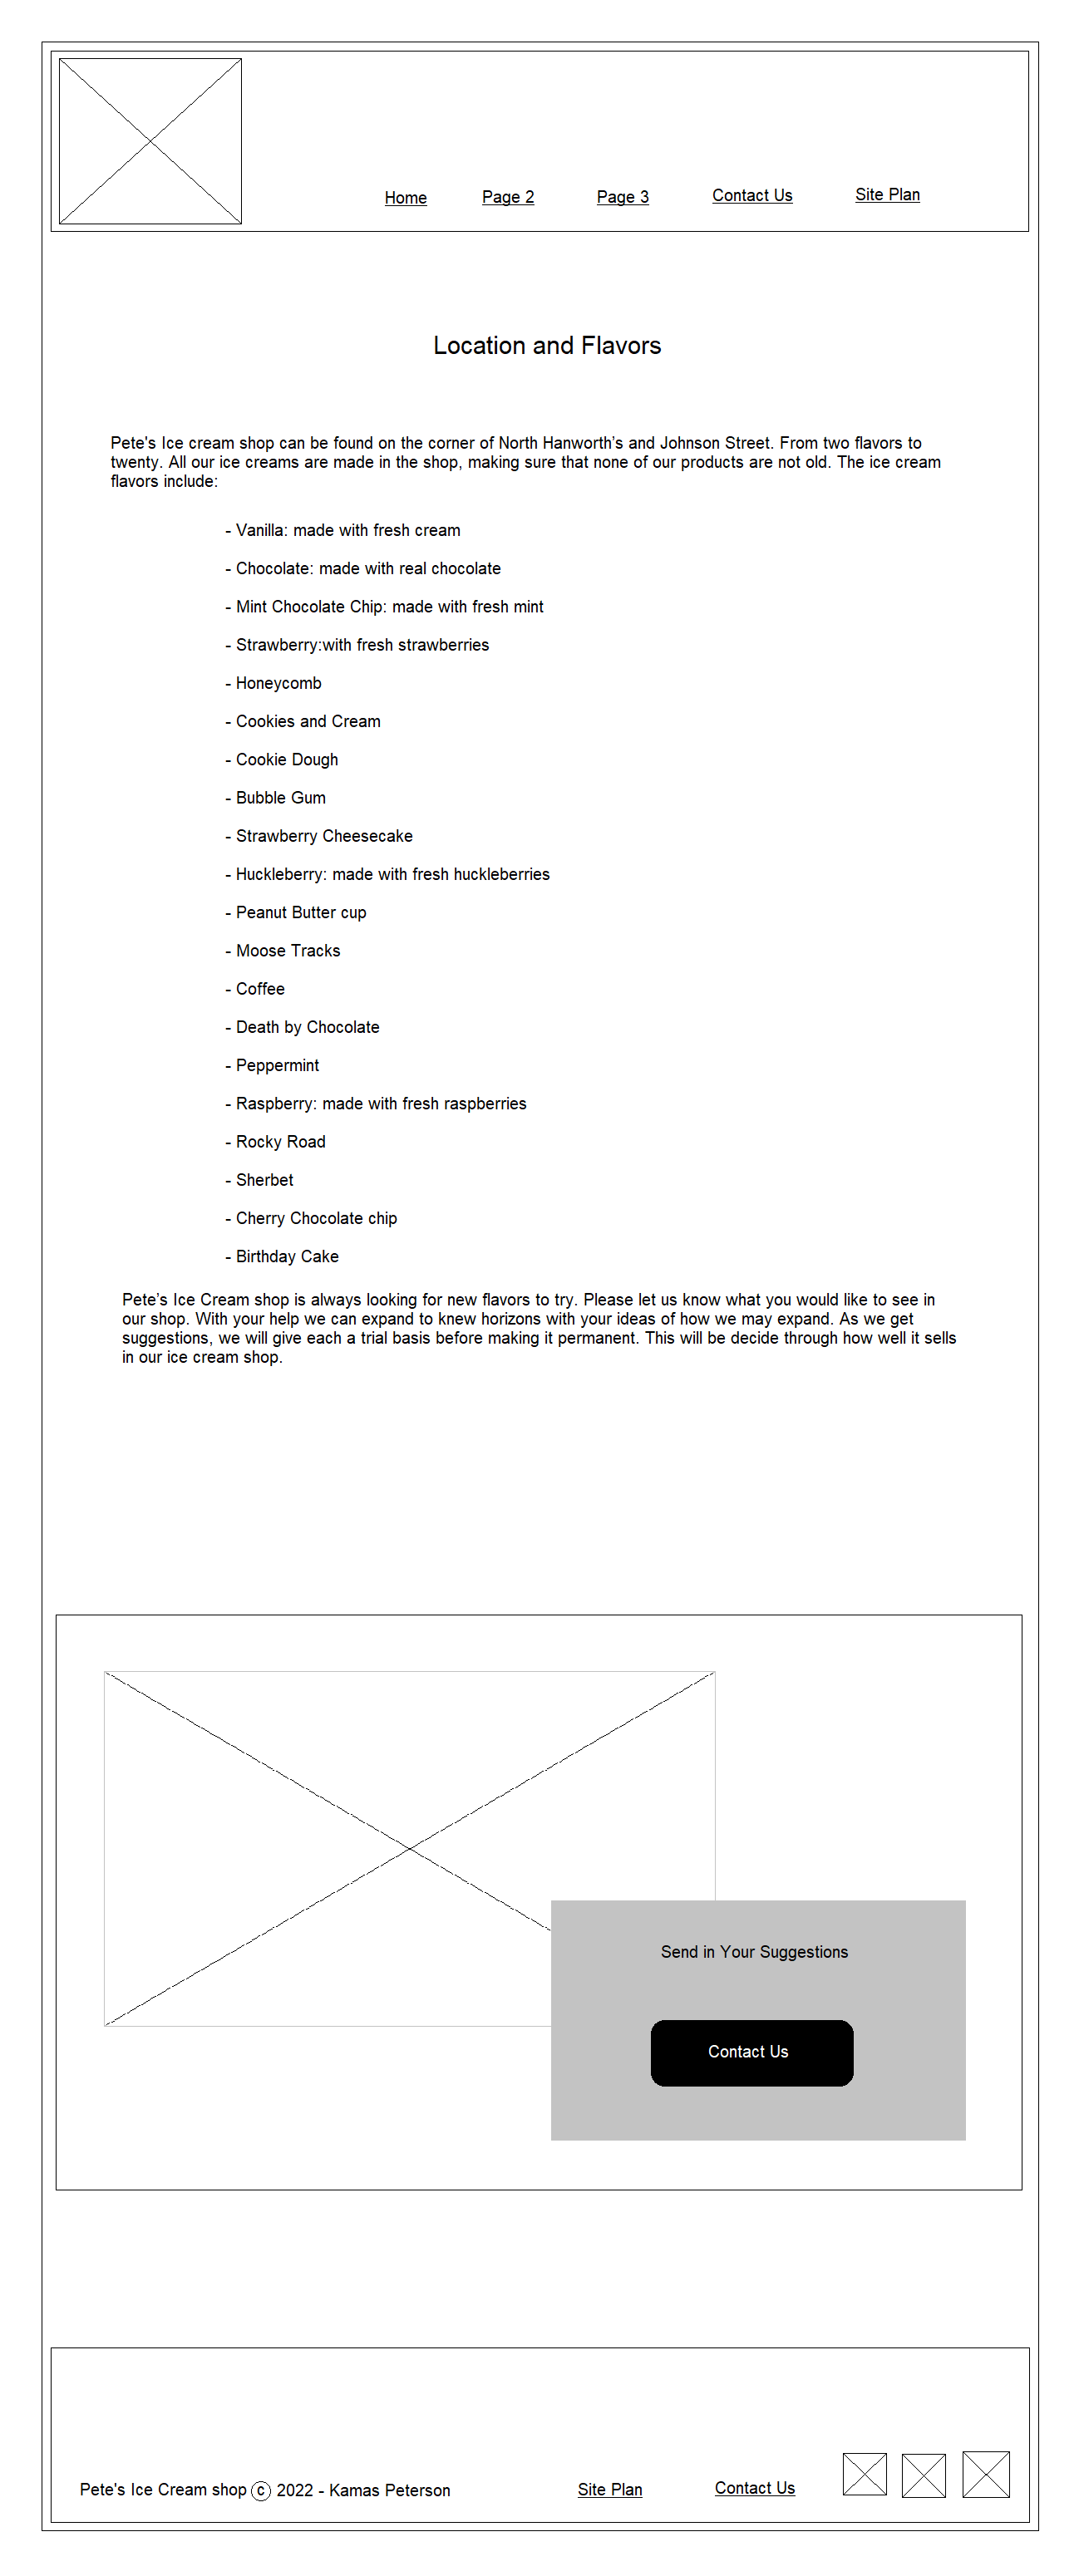 Home Page 2 Page 3 Contact Us Site Plan
Location and Flavors
Pete's Ice cream shop can be found on the corner of North Hanworth’s and Johnson Street. From two flavors to
twenty. All our ice creams are made in the shop, making sure that none of our products are not old. The ice cream
flavors include:
- Vanilla: made with fresh cream
- Chocolate: made with real chocolate
- Mint Chocolate Chip: made with fresh mint
- Strawberry:with fresh strawberries
- Honeycomb
- Cookies and Cream
- Cookie Dough
- Bubble Gum
- Strawberry Cheesecake
- Huckleberry: made with fresh huckleberries
- Peanut Butter cup
- Moose Tracks
- Coffee
- Death by Chocolate
- Peppermint
- Raspberry: made with fresh raspberries
- Rocky Road
- Sherbet
- Cherry Chocolate chip
- Birthday Cake
Pete’s Ice Cream shop is always looking for new flavors to try. Please let us know what you would like to see in
our shop. With your help we can expand to knew horizons with your ideas of how we may expand. As we get
suggestions, we will give each a trial basis before making it permanent. This will be decide through how well it sells
in our ice cream shop.
Send in Your Suggestions
Contact Us
Pete's Ice Cream shop © 2022 - Kamas Peterson Site Plan Contact Us